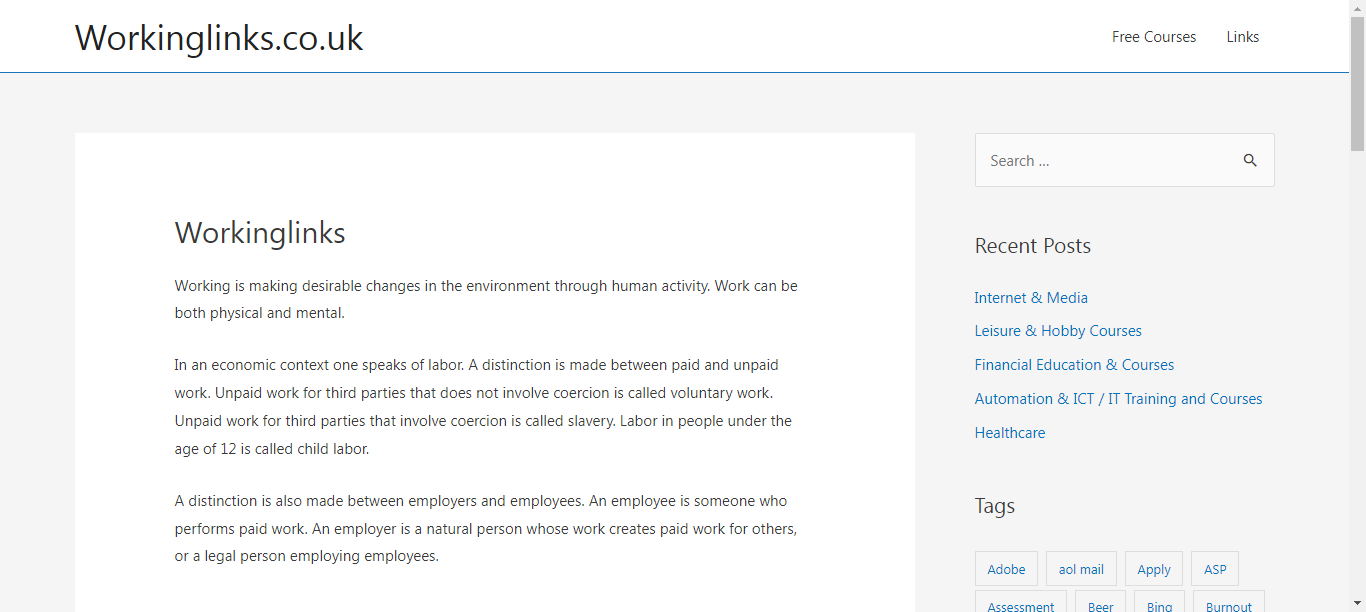 Workinglinks.co.uk
Free Courses
Links
Workinglinks
Working is making desirable changes in the environment through human activity. Work can be
both physical and mental.
In an economic context one speaks of labor. A distinction is made between paid and unpaid
work. Unpaid work for third parties that does not involve coercion is called voluntary work.
Unpaid work for third parties that involve coercion is called slavery. Labor in people under the
age of 12 is called child labor.
A distinction is also made between employers and employees. An employee is someone who
performs paid work. An employer is a natural person whose work creates paid work for others,
or a legal person employing employees.
Search ...
Recent Posts
Internet & Media
Leisure & Hobby Courses
Financial Education & Courses
Automation & ICT / IT Training and Courses
Healthcare
Tags
Adobe
aol mail
Apply
ASP
Assessment
Beer
Bing
Burnout